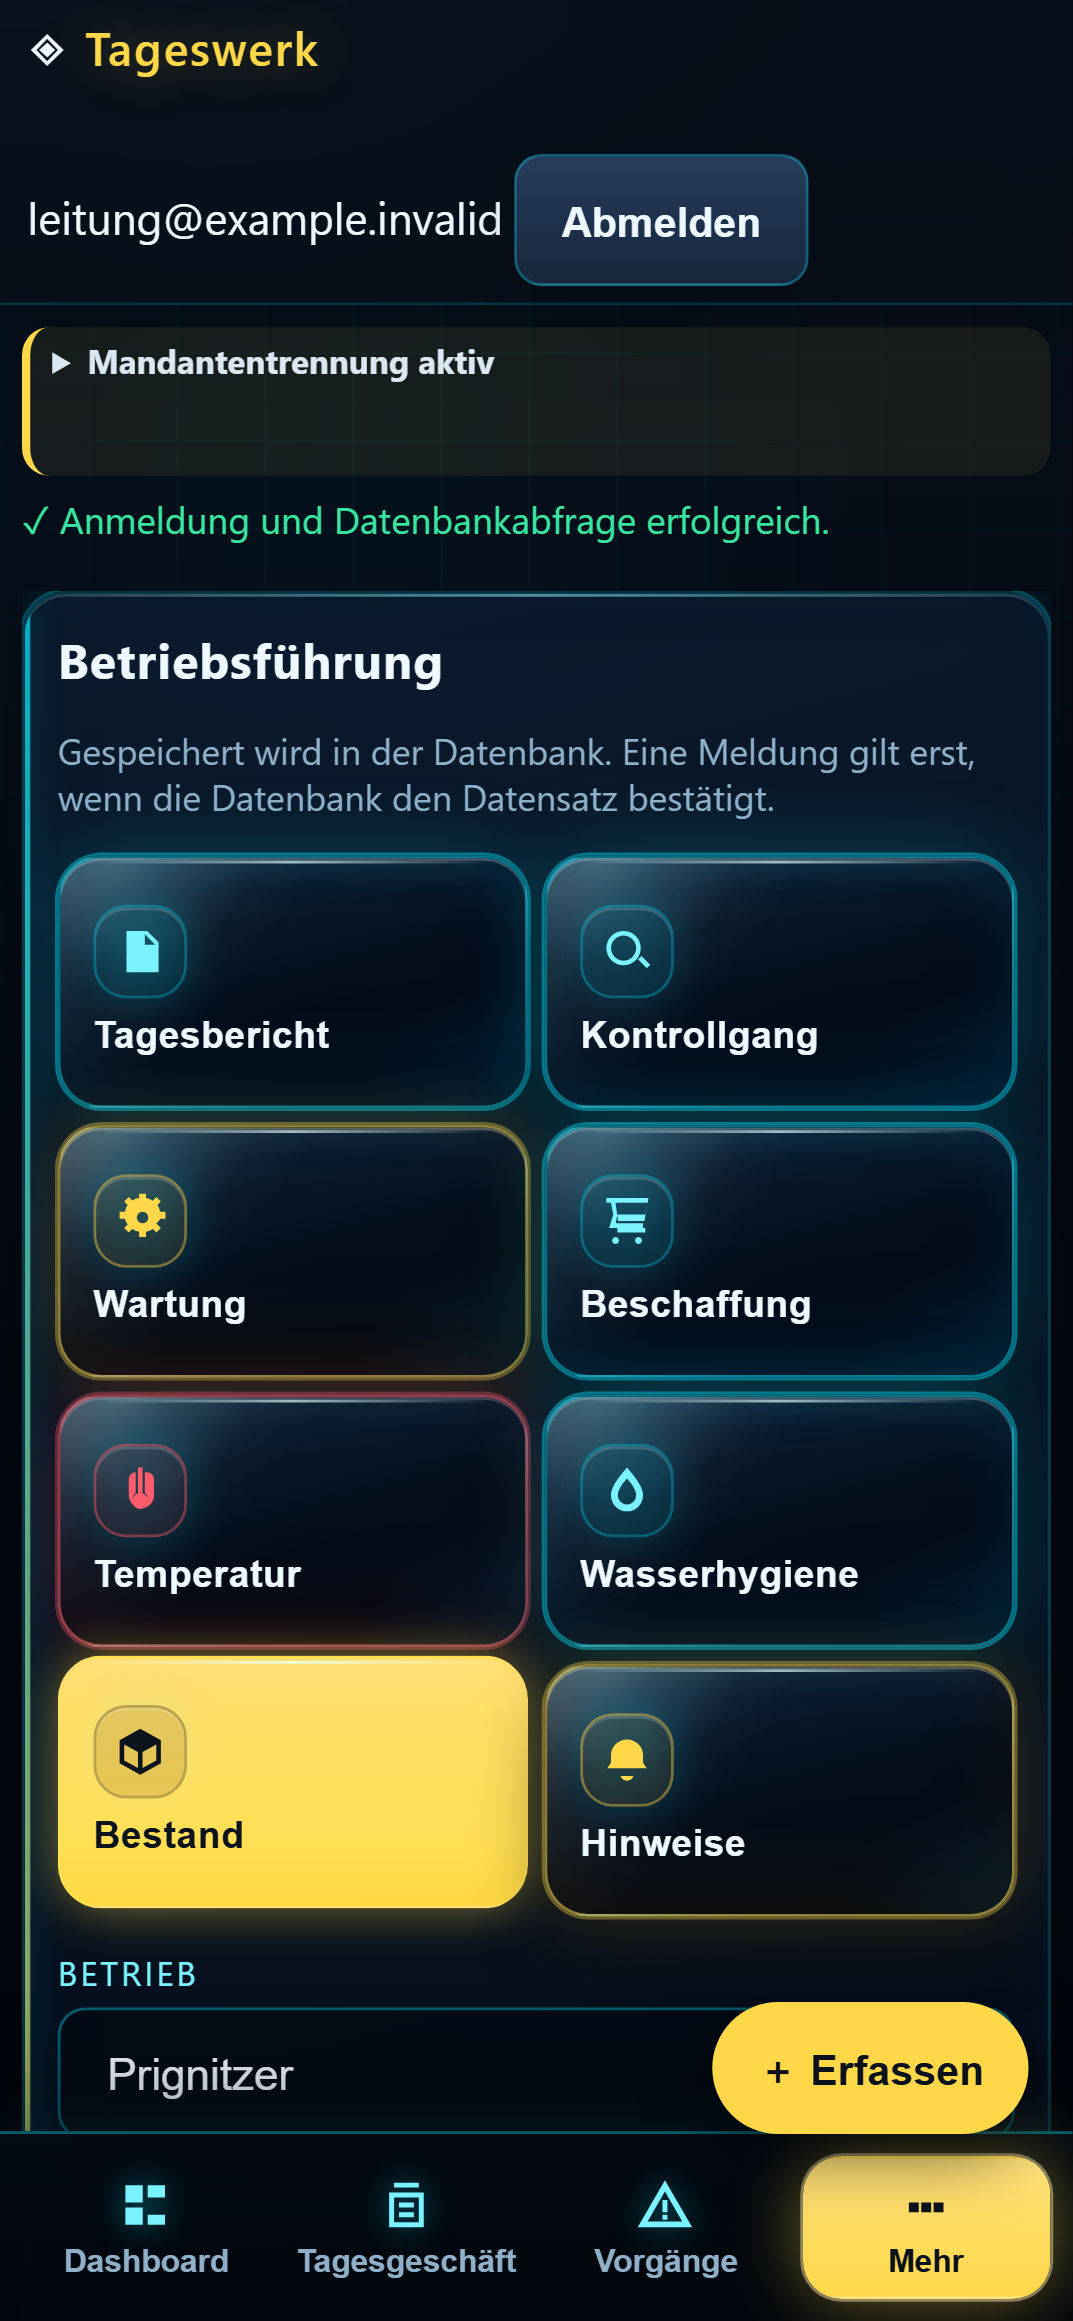 Tageswerk
leitung@example.invalid Abmelden
Mandantentrennung aktiv
✓ Anmeldung und Datenbankabfrage erfolgreich.
Betriebsführung
Gespeichert wird in der Datenbank. Eine Meldung gilt erst,
wenn die Datenbank den Datensatz bestätigt.
Tagesbericht
Kontrollgang
Wartung
Beschaffung
Temperatur
Wasserhygiene
Bestand
Hinweise
BETRIEB
Prignitzer
+ Erfassen
Dashboard
Tagesgeschäft
Vorgänge
Mehr